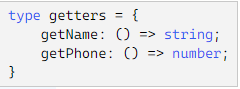 type getters = {
    getName: () => string;
    getPhone: () => number;
}